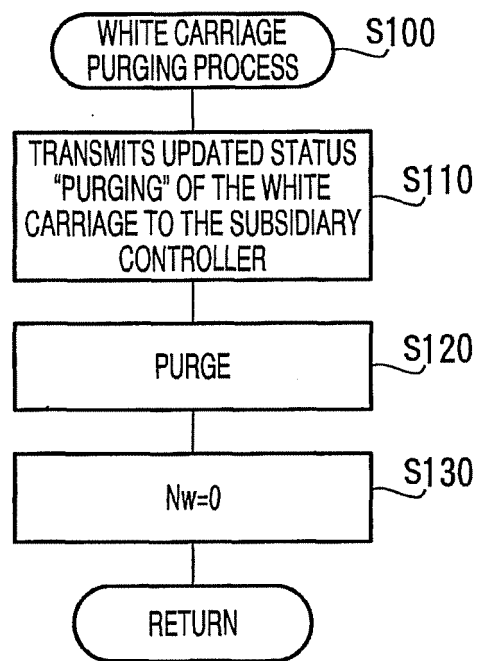 WHITE CARRIAGE
PURGING PROCESS
S100
TRANSMITS UPDATED STATUS
"PURGING" OF THE WHITE
CARRIAGE TO THE SUBSIDIARY
CONTROLLER
S110
PURGE
S120
Nw=0
S130
RETURN